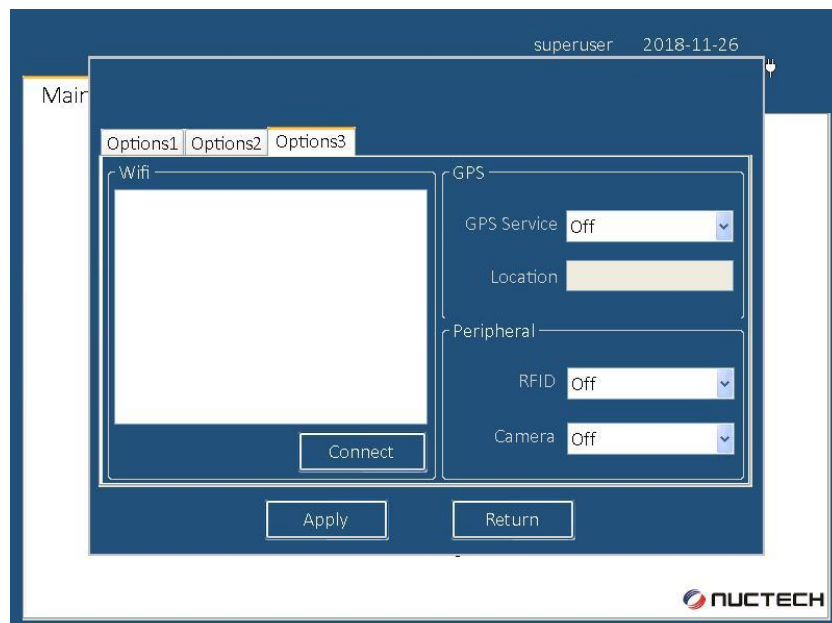 superuser 2018-11-26
Main
Options1 Options2 Options3
Wifi
GPS
GPS Service Off
Location
Peripheral
RFID Off
Camera Off
Connect
Apply Return
NUCTECH